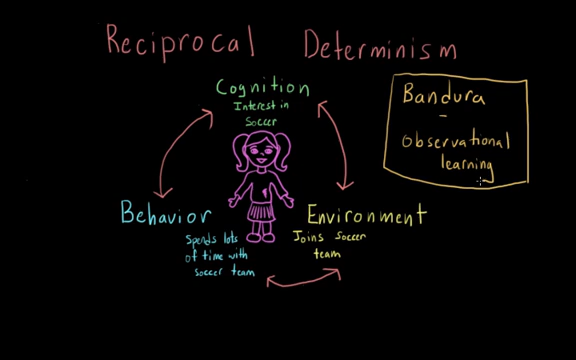 Reciprocal Determinism
Cognition
Interest in
Soccer
Bandura
-
Observational
learning
Behavior
Spends lots
of time with
soccer team
Environment
Joins soccer
team